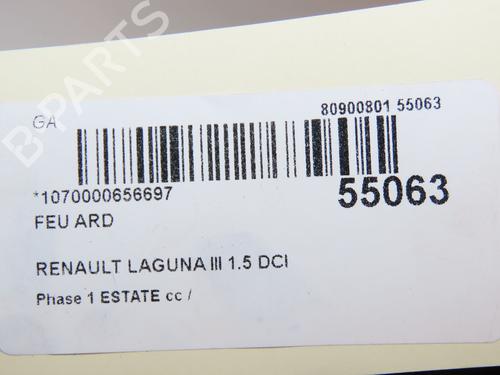 B-PARTS
GA
80900801 55063
*1070000656697
55063
FEU ARD
RENAULT LAGUNA III 1.5 DCI
Phase 1 ESTATE cc /